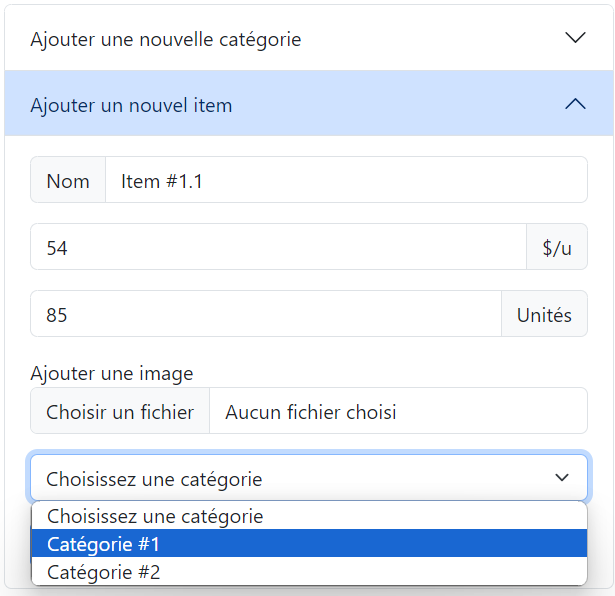 Ajouter une nouvelle catégorie
Ajouter un nouvel item
Nom Item #1.1
54 $/u
85 Unités
Ajouter une image
Choisir un fichier Aucun fichier choisi
Choisissez une catégorie
Choisissez une catégorie
Catégorie #1
Catégorie #2